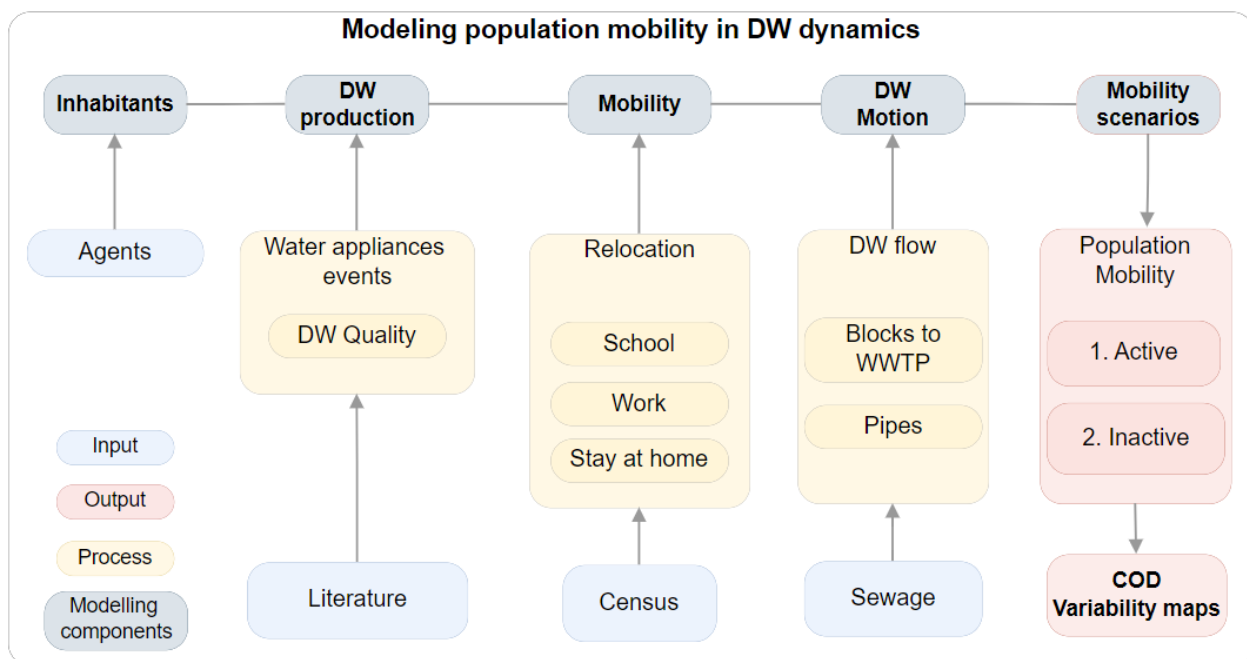 Modeling population mobility in DW dynamics
Inhabitants
DW
production
Mobility
DW
Motion
Mobility
scenarios
Agents
Water appliances
events
DW Quality
Relocation
School
Work
Stay at home
DW flow
Blocks to
WWTP
Pipes
Population
Mobility
1. Active
2. Inactive
Input
Output
Process
Modelling
components
Literature
Census
Sewage
COD
Variability maps